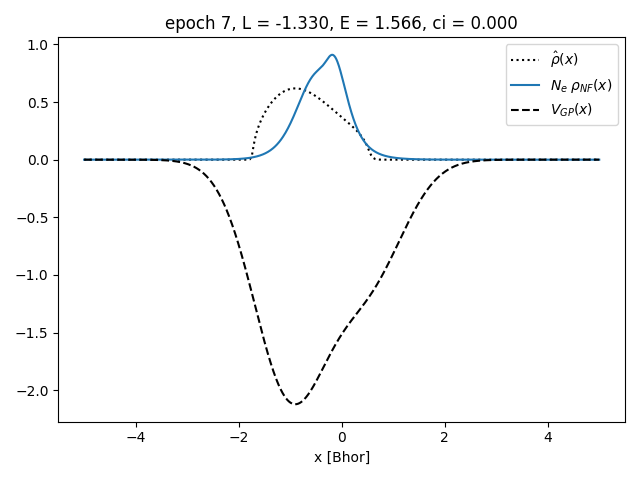 epoch 7, L = -1.330, E = 1.566, ci = 0.000
1.0
0.5
0.0
−0.5
−1.0
−1.5
−2.0
−4
−2
0
2
4
x [Bhor]
ρ̂(x)
N_e ρ_NF(x)
V_GP(x)